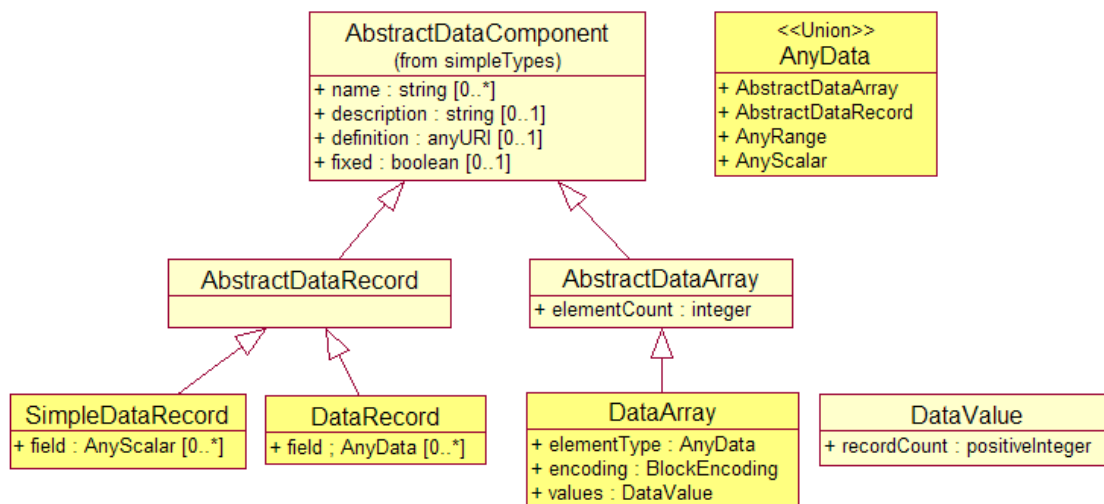 AbstractDataComponent
(from simpleTypes)
+ name : string [0..*]
+ description : string [0..1]
+ definition : anyURI [0..1]
+ fixed : boolean [0..1]
<<Union>>
AnyData
+ AbstractDataArray
+ AbstractDataRecord
+ AnyRange
+ AnyScalar
AbstractDataRecord
AbstractDataArray
+ elementCount : integer
SimpleDataRecord
+ field : AnyScalar [0..*]
DataRecord
+ field ; AnyData [0..*]
DataArray
+ elementType : AnyData
+ encoding : BlockEncoding
+ values : DataValue
DataValue
+ recordCount : positiveInteger